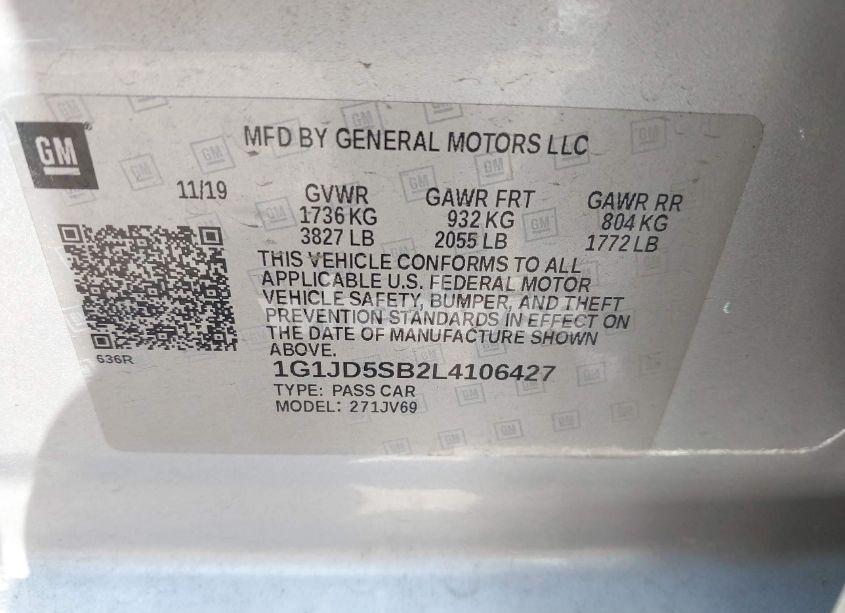 GM
MFD BY GENERAL MOTORS LLC
11/19 GVWR GAWR FRT GAWR RR
1736 KG 932 KG 804 KG
3827 LB 2055 LB 1772 LB
THIS VEHICLE CONFORMS TO ALL
APPLICABLE U.S. FEDERAL MOTOR
VEHICLE SAFETY, BUMPER, AND THEFT
PREVENTION STANDARDS IN EFFECT ON
THE DATE OF MANUFACTURE SHOWN
ABOVE.
636R
1G1JD5SB2L4106427
TYPE: PASS CAR
MODEL: 271JV69